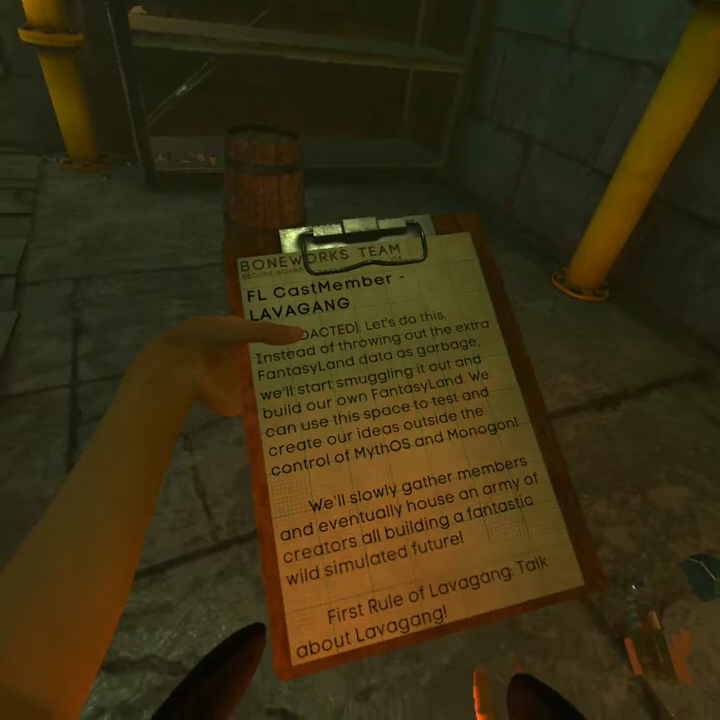 BONEWORKS TEAM
FL CastMember -
LAVAGANG
DACTED]: Let's do this,
Instead of throwing out the extra
FantasyLand data as garbage,
we'll start smuggling it out and
build our own FantasyLand. We
can use this space to test and
create our ideas outside the
control of MythOS and Monogon!
We'll slowly gather members
and eventually house an army of
creators all building a fantastic
wild simulated future!
First Rule of Lavagang. Talk
about Lavagang!